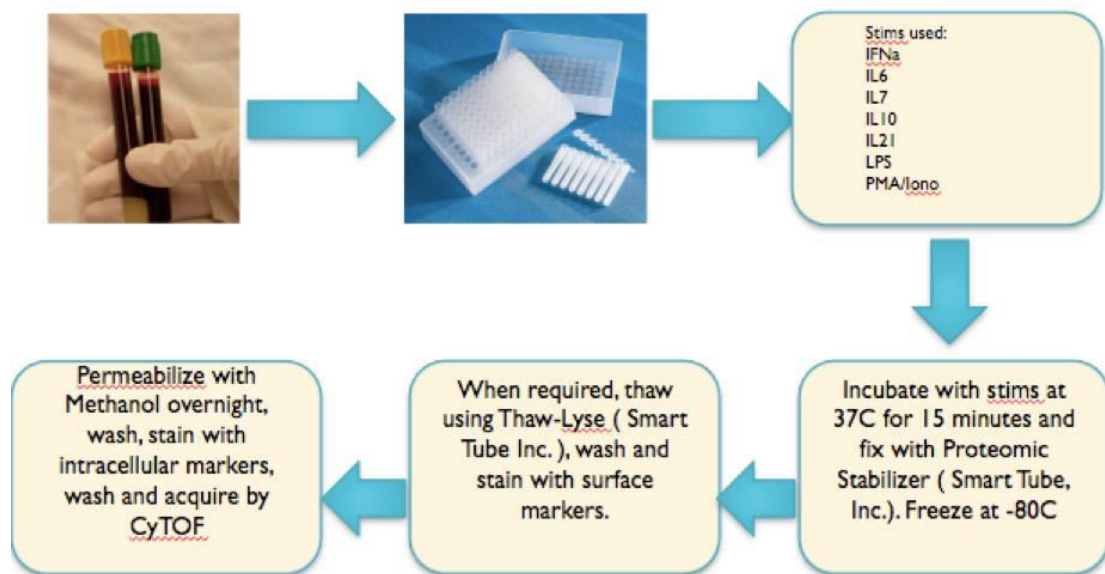 Stims used:
IFNa
IL6
IL7
IL10
IL21
LPS
PMA/Iono
Incubate with stims at
37C for 15 minutes and
fix with Proteomic
Stabilizer ( Smart Tube,
Inc.). Freeze at -80C
When required, thaw
using Thaw-Lyse ( Smart
Tube Inc. ), wash and
stain with surface
markers.
Permeabilize with
Methanol overnight,
wash, stain with
intracellular markers,
wash and acquire by
CyTOF